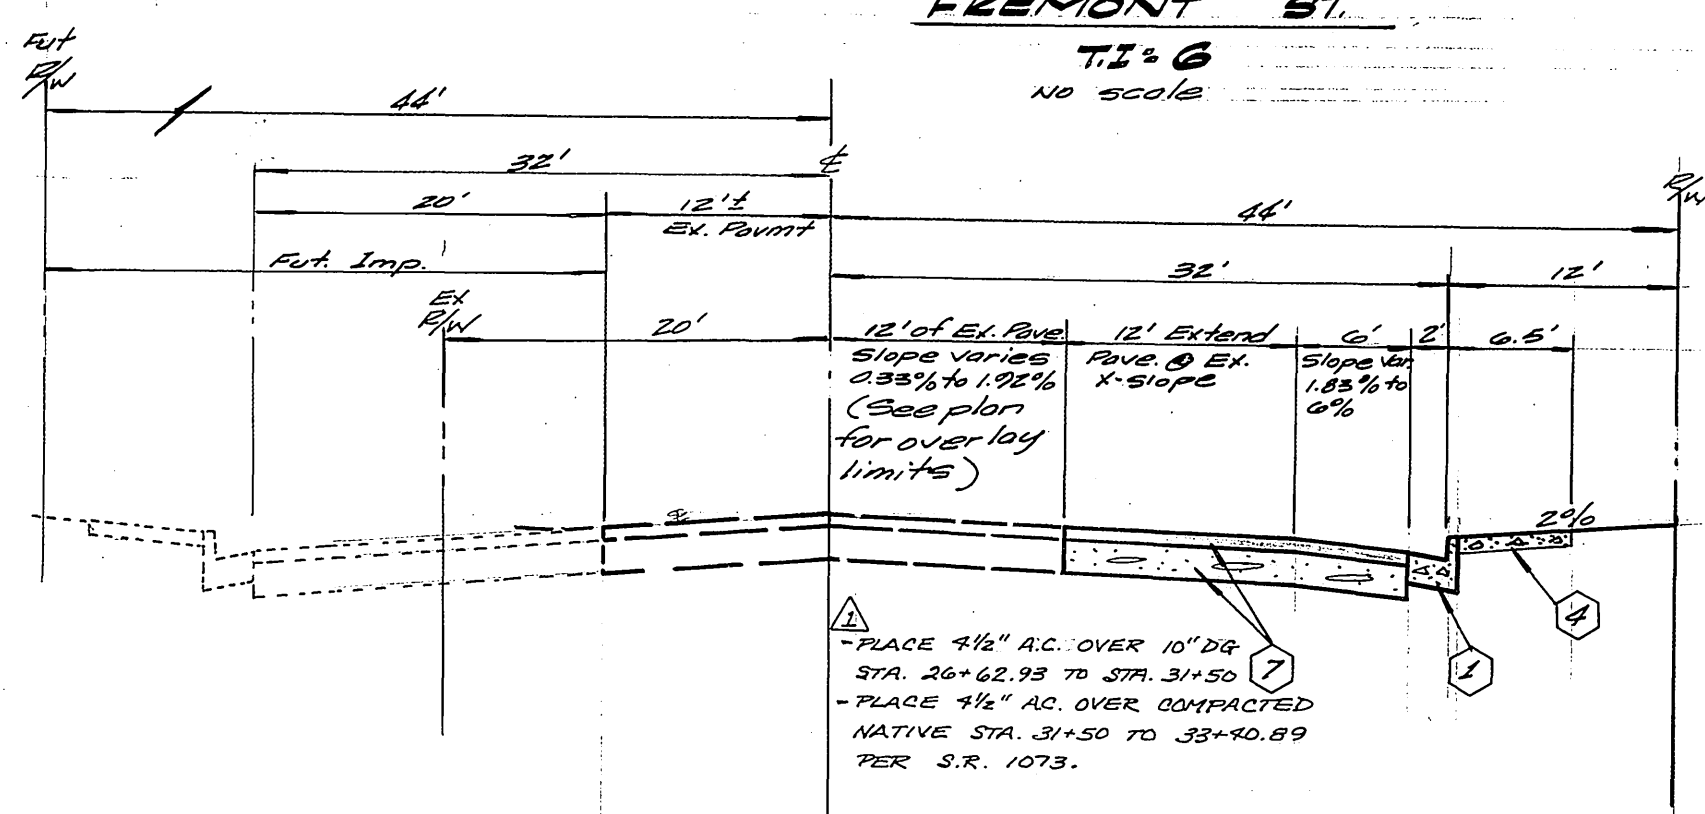 FREMONT ST.
T.I= 6
NO scale
Fut
R/W
44'
32'
℄
20'
12'±
Ex. Pavmt
44'
R/W
Fut. Imp.
32'
12'
Ex
R/W
20'
12' of Ex. Pave.
Slope varies
0.33% to 1.92%
(See plan
for overlay
limits)
12' Extend
Pave. @ Ex.
X-slope
6'
Slope Var.
1.83% to
6%
2'
6.5'
℄
2%
1
-PLACE 4½" A.C. OVER 10" DG
STA. 26+62.93 TO STA. 31+50
-PLACE 4½" A.C. OVER COMPACTED
NATIVE STA. 31+50 TO 33+40.89
PER S.R. 1073.
7
1
4